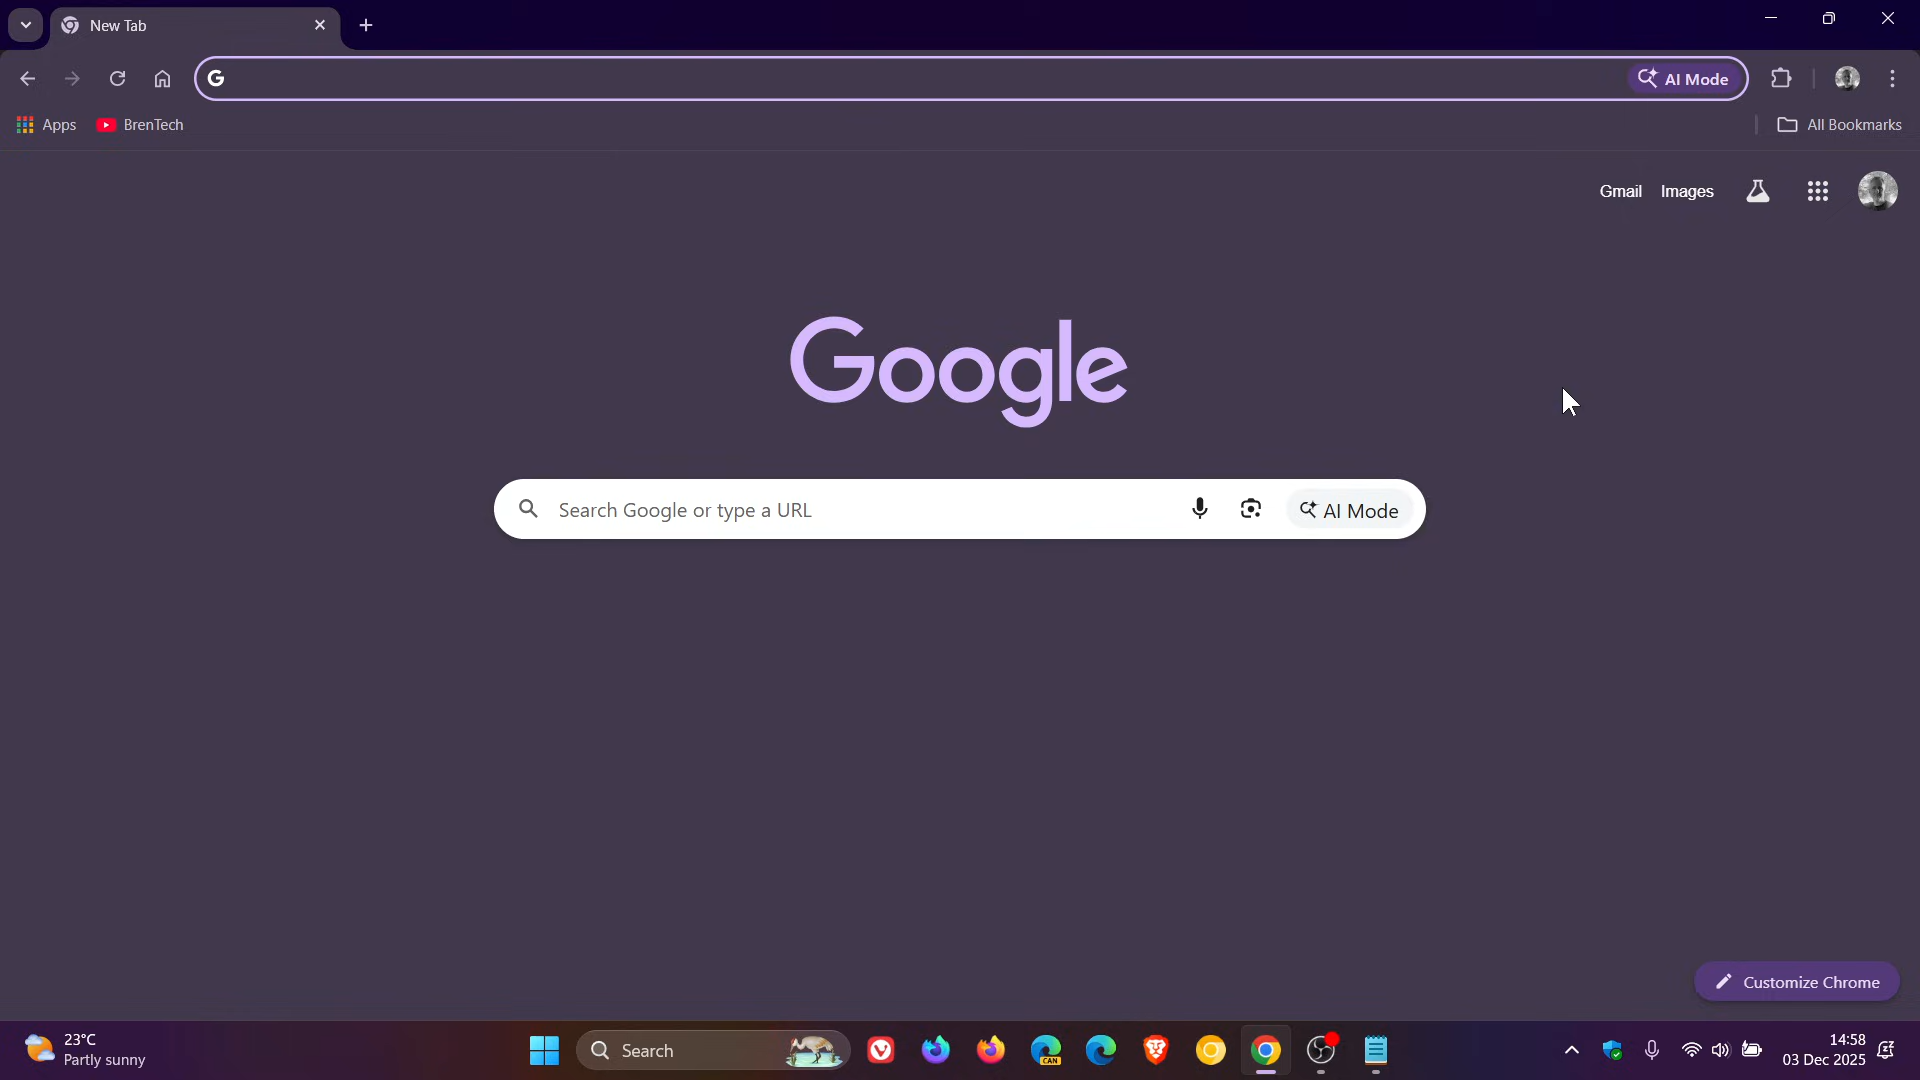 New Tab
AI Mode
Apps
BrenTech
All Bookmarks
Gmail
Images
Google
Search Google or type a URL
AI Mode
Customize Chrome
23°C
Partly sunny
Search
CAN
14:58
03 Dec 2025